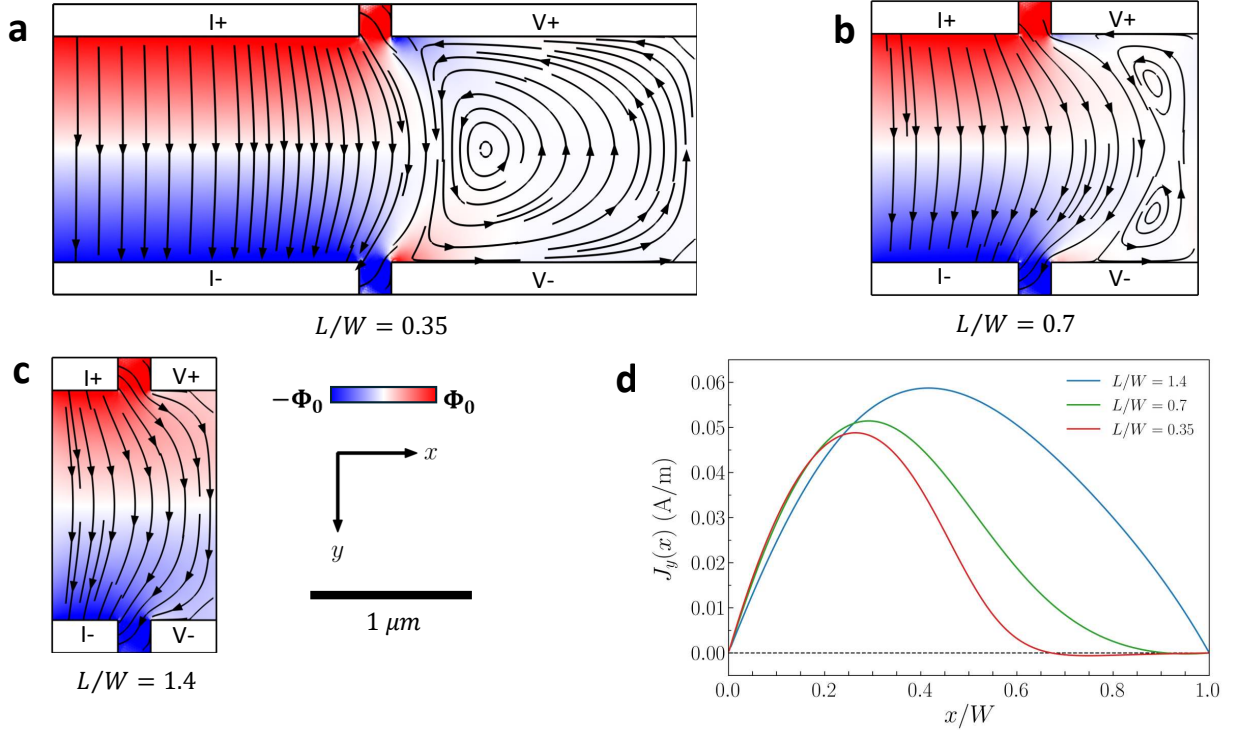 a
I+
V+
I-
V-
L/W = 0.35
b
I+
V+
I-
V-
L/W = 0.7
c
I+
V+
I-
V-
L/W = 1.4
−Φ₀
Φ₀
x
y
1 μm
d
J_y(x) (A/m)
0.06
0.05
0.04
0.03
0.02
0.01
0.00
0.0
0.2
0.4
0.6
0.8
1.0
x/W
L/W = 1.4
L/W = 0.7
L/W = 0.35